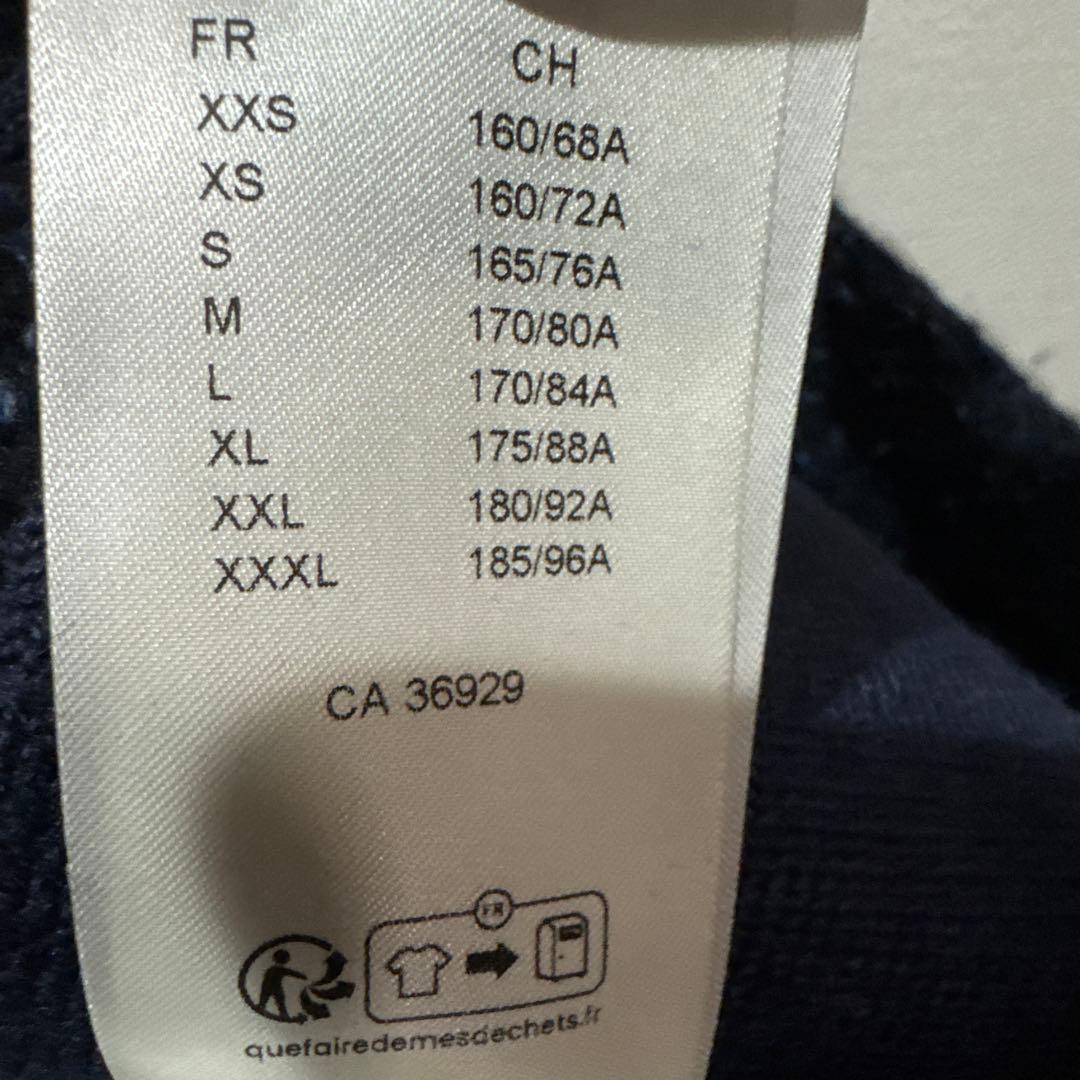 FR CH
XXS 160/68A
XS 160/72A
S 165/76A
M 170/80A
L 170/84A
XL 175/88A
XXL 180/92A
XXXL 185/96A
CA 36929
FR
quefairedemesdechets.fr